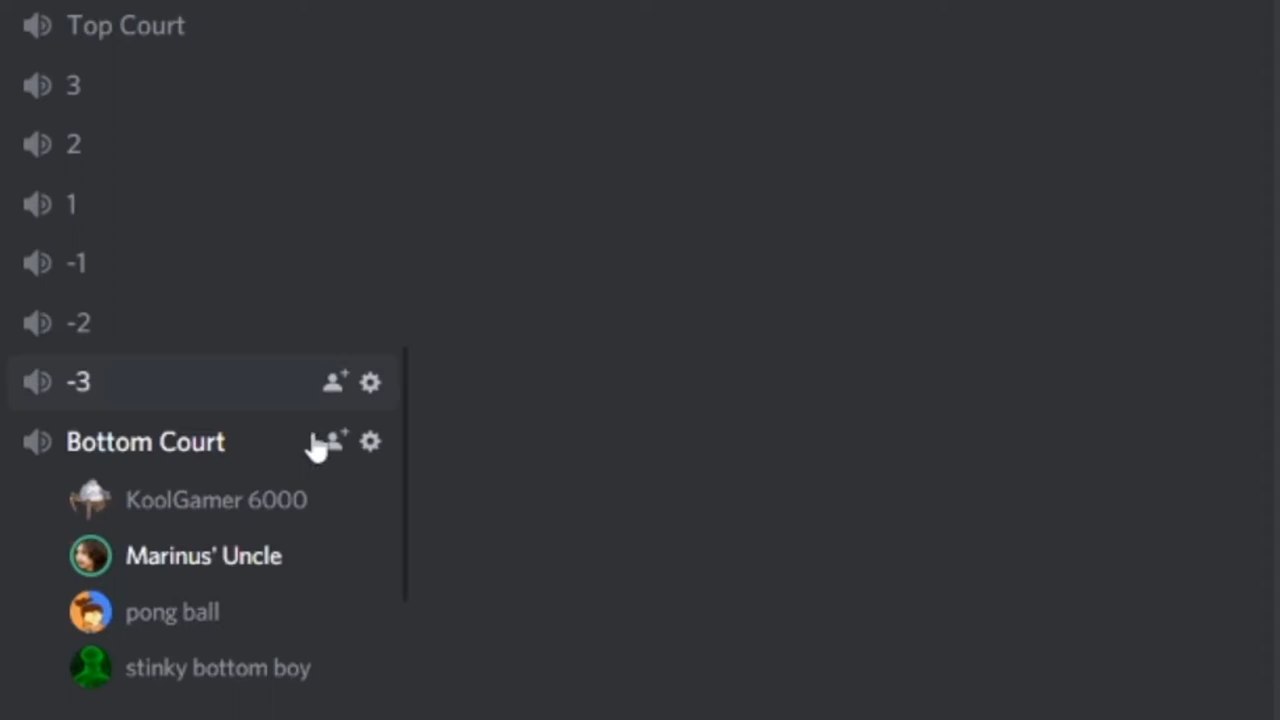 Top Court
3
2
1
-1
-2
-3
Bottom Court
KoolGamer 6000
Marinus' Uncle
pong ball
stinky bottom boy